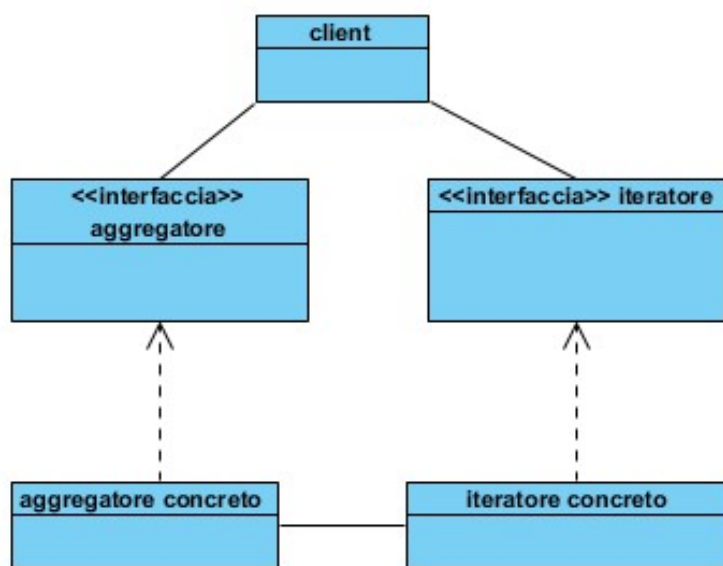 client
<<interfaccia>>
aggregatore
<<interfaccia>> iteratore
aggregatore concreto
iteratore concreto